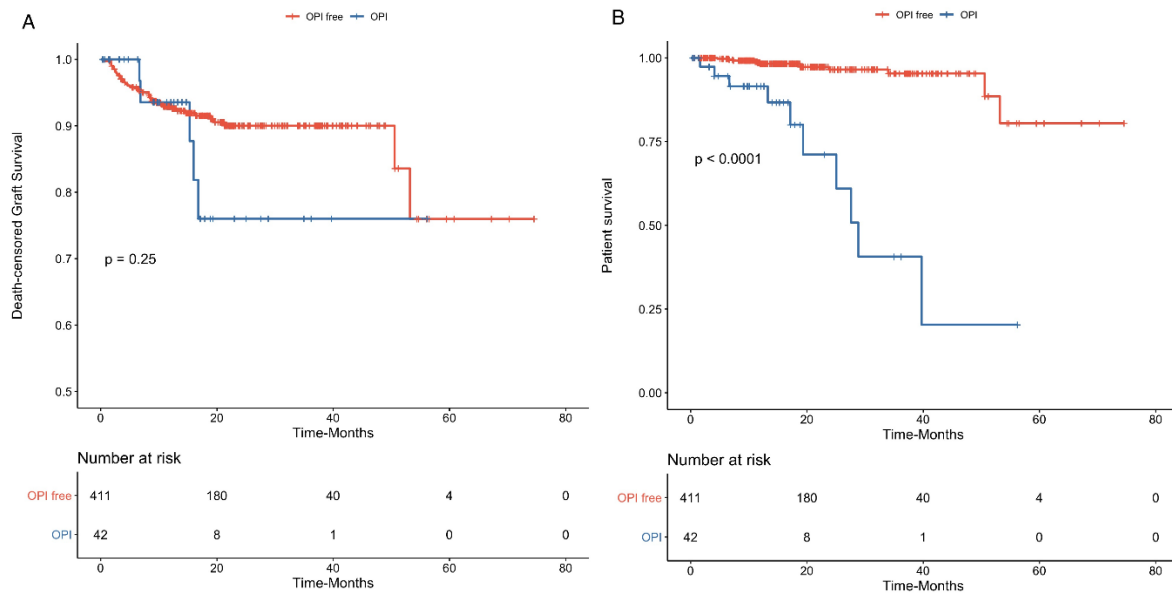 A
OPI free OPI
1.0
0.9
0.8
0.7
0.6
0.5
Death-censored Graft Survival
p = 0.25
0 20 40 60 80
Time-Months
Number at risk
OPI free 411 180 40 4 0
OPI 42 8 1 0 0
0 20 40 60 80
Time-Months
B
OPI free OPI
1.00
0.75
0.50
0.25
0.00
Patient survival
p < 0.0001
0 20 40 60 80
Time-Months
Number at risk
OPI free 411 180 40 4 0
OPI 42 8 1 0 0
0 20 40 60 80
Time-Months